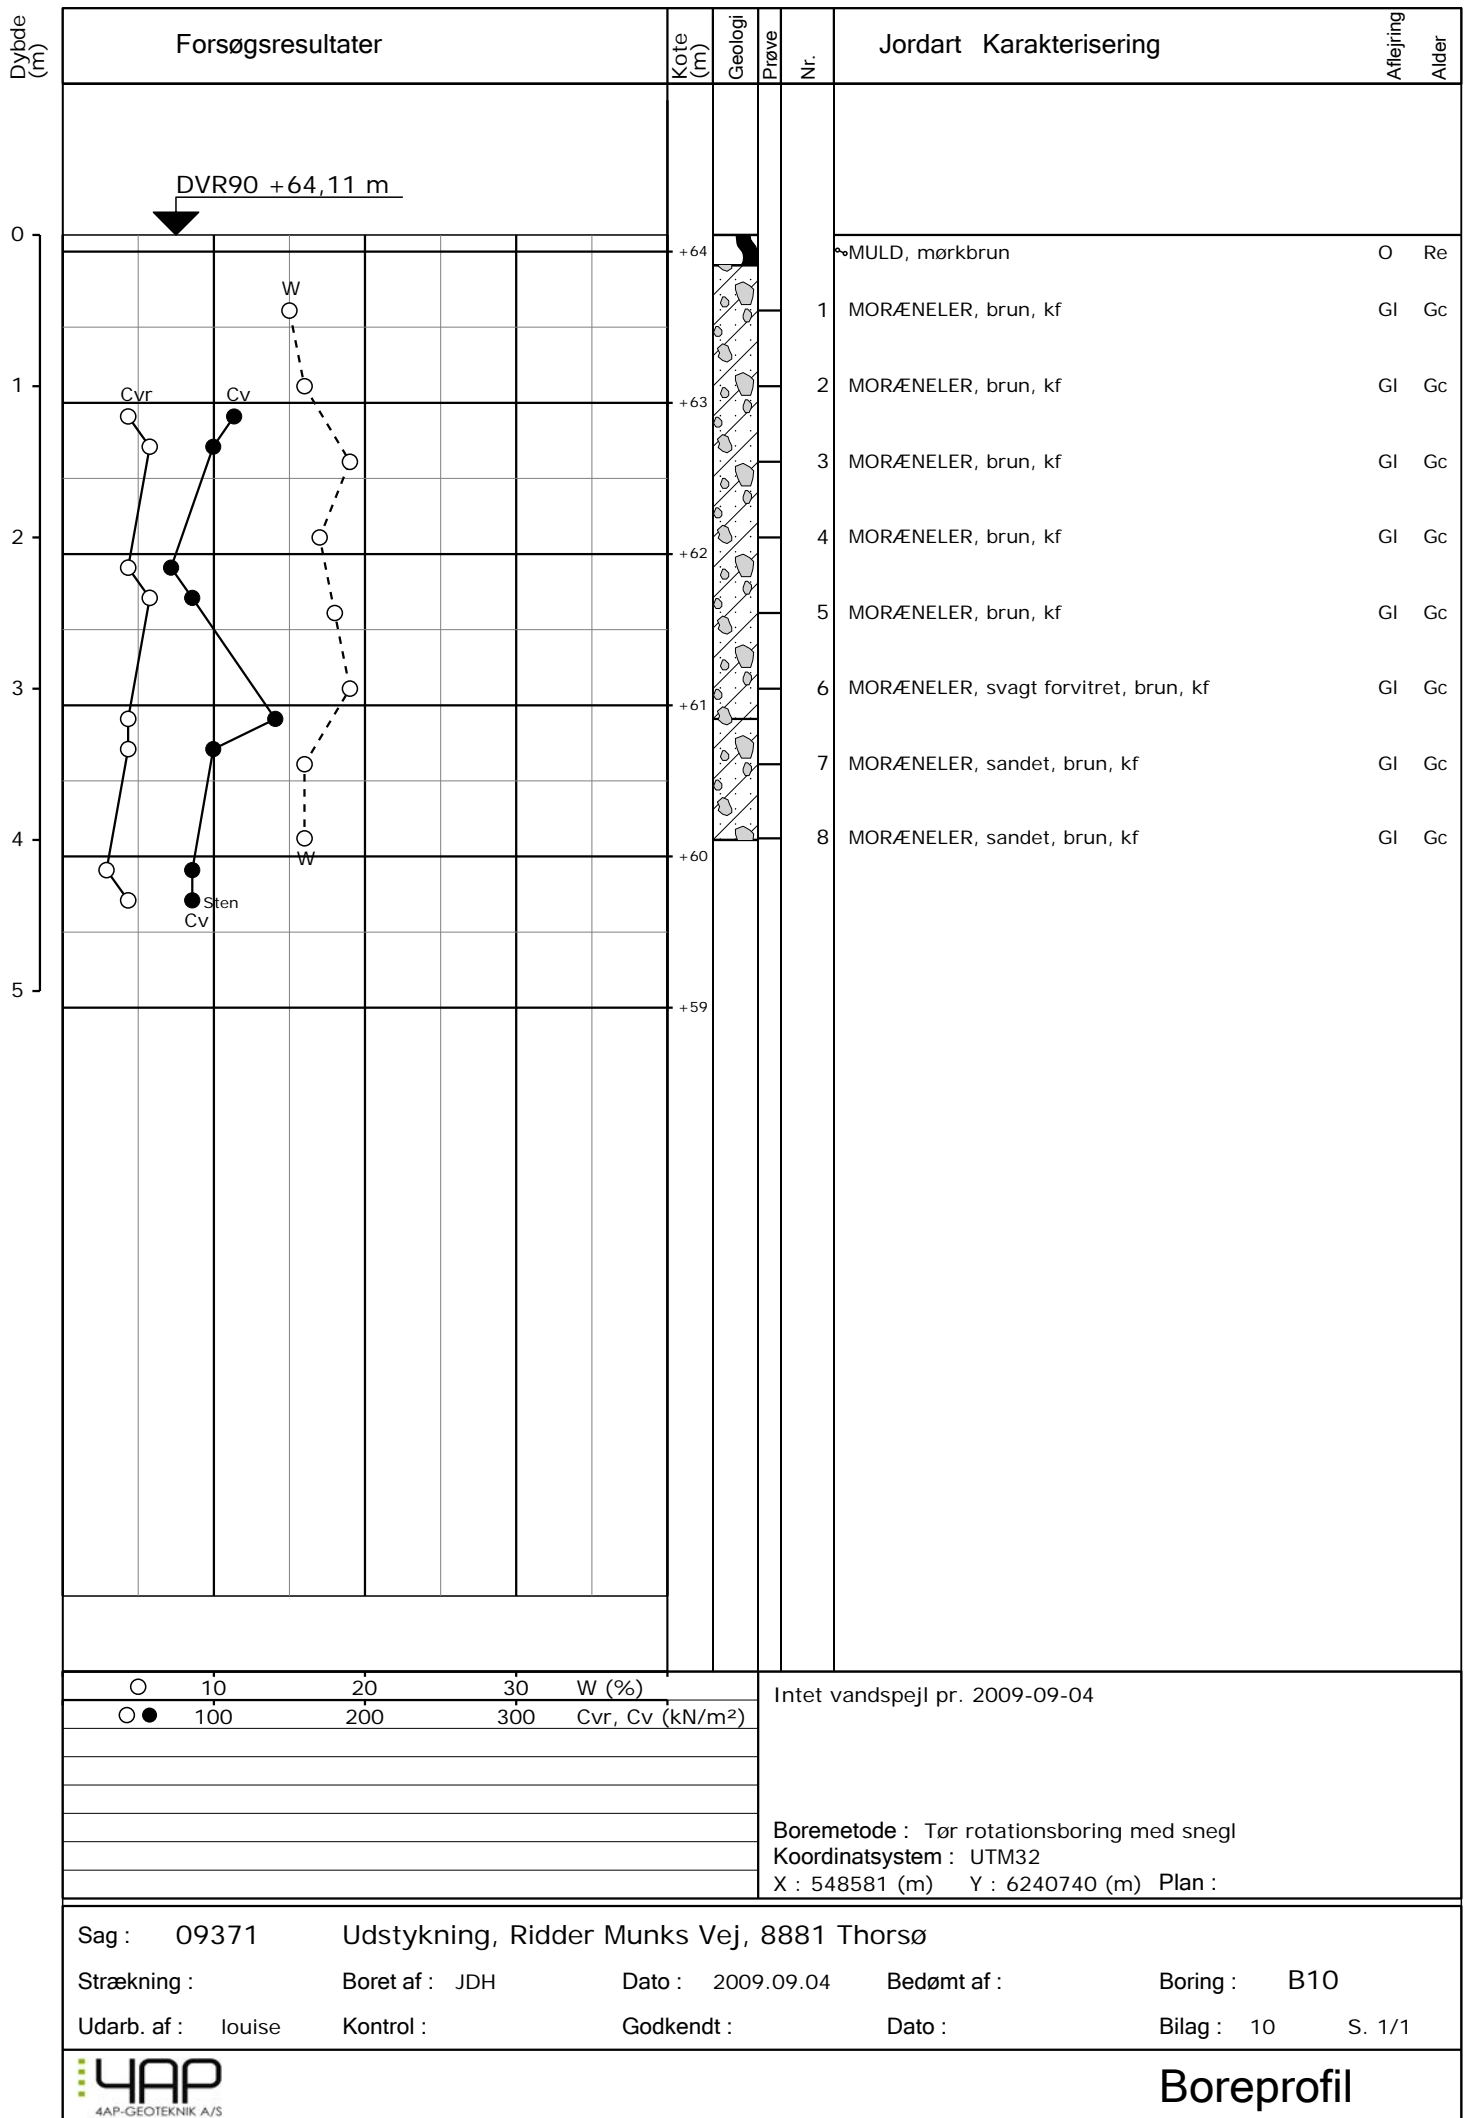 Dybde (m) Forsøgsresultater Kote (m) Geologi Prøve Nr. Jordart Karakterisering Aflejring Alder
DVR90 +64,11 m
0
+64 MULD, mørkbrun O Re
W
1 MORÆNELER, brun, kf Gl Gc
1 2 MORÆNELER, brun, kf Gl Gc
Cvr Cv +63
3 MORÆNELER, brun, kf Gl Gc
2 4 MORÆNELER, brun, kf Gl Gc
+62
5 MORÆNELER, brun, kf Gl Gc
3 6 MORÆNELER, svagt forvitret, brun, kf Gl Gc
+61
7 MORÆNELER, sandet, brun, kf Gl Gc
4 8 MORÆNELER, sandet, brun, kf Gl Gc
W +60
Sten
Cv
5
+59
10 20 30 W (%)
100 200 300 Cvr, Cv (kN/m²)
Intet vandspejl pr. 2009-09-04
Boremetode : Tør rotationsboring med snegl
Koordinatsystem : UTM32
X : 548581 (m) Y : 6240740 (m) Plan :
Sag : 09371 Udstykning, Ridder Munks Vej, 8881 Thorsø
Strækning : Boret af : JDH Dato : 2009.09.04 Bedømt af : Boring : B10
Udarb. af : louise Kontrol : Godkendt : Dato : Bilag : 10 S. 1/1
4AP
4AP-GEOTEKNIK A/S
Boreprofil